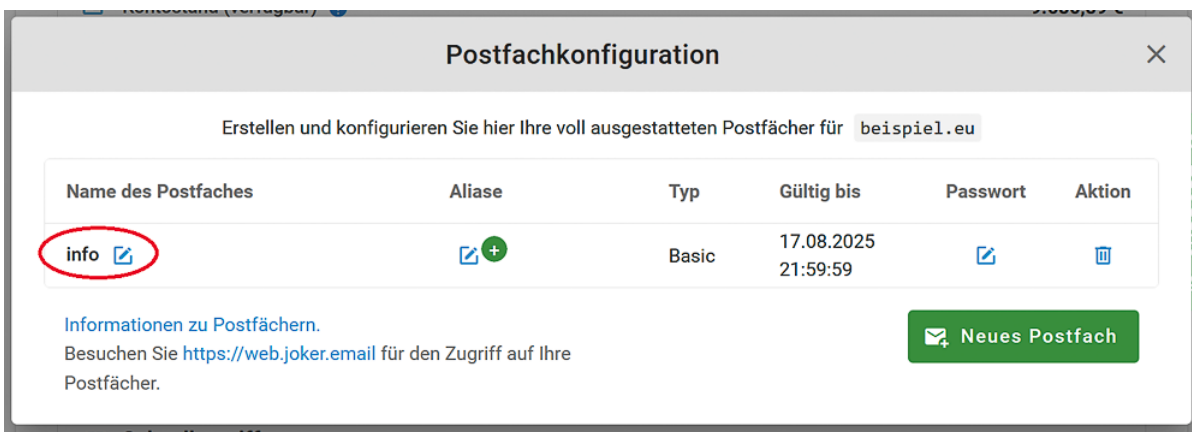 Postfachkonfiguration
Erstellen und konfigurieren Sie hier Ihre voll ausgestatteten Postfächer für beispiel.eu
Name des Postfaches Aliase Typ Gültig bis Passwort Aktion
info Basic 17.08.2025
21:59:59
Informationen zu Postfächern.
Besuchen Sie https://web.joker.email für den Zugriff auf Ihre
Postfächer.
Neues Postfach